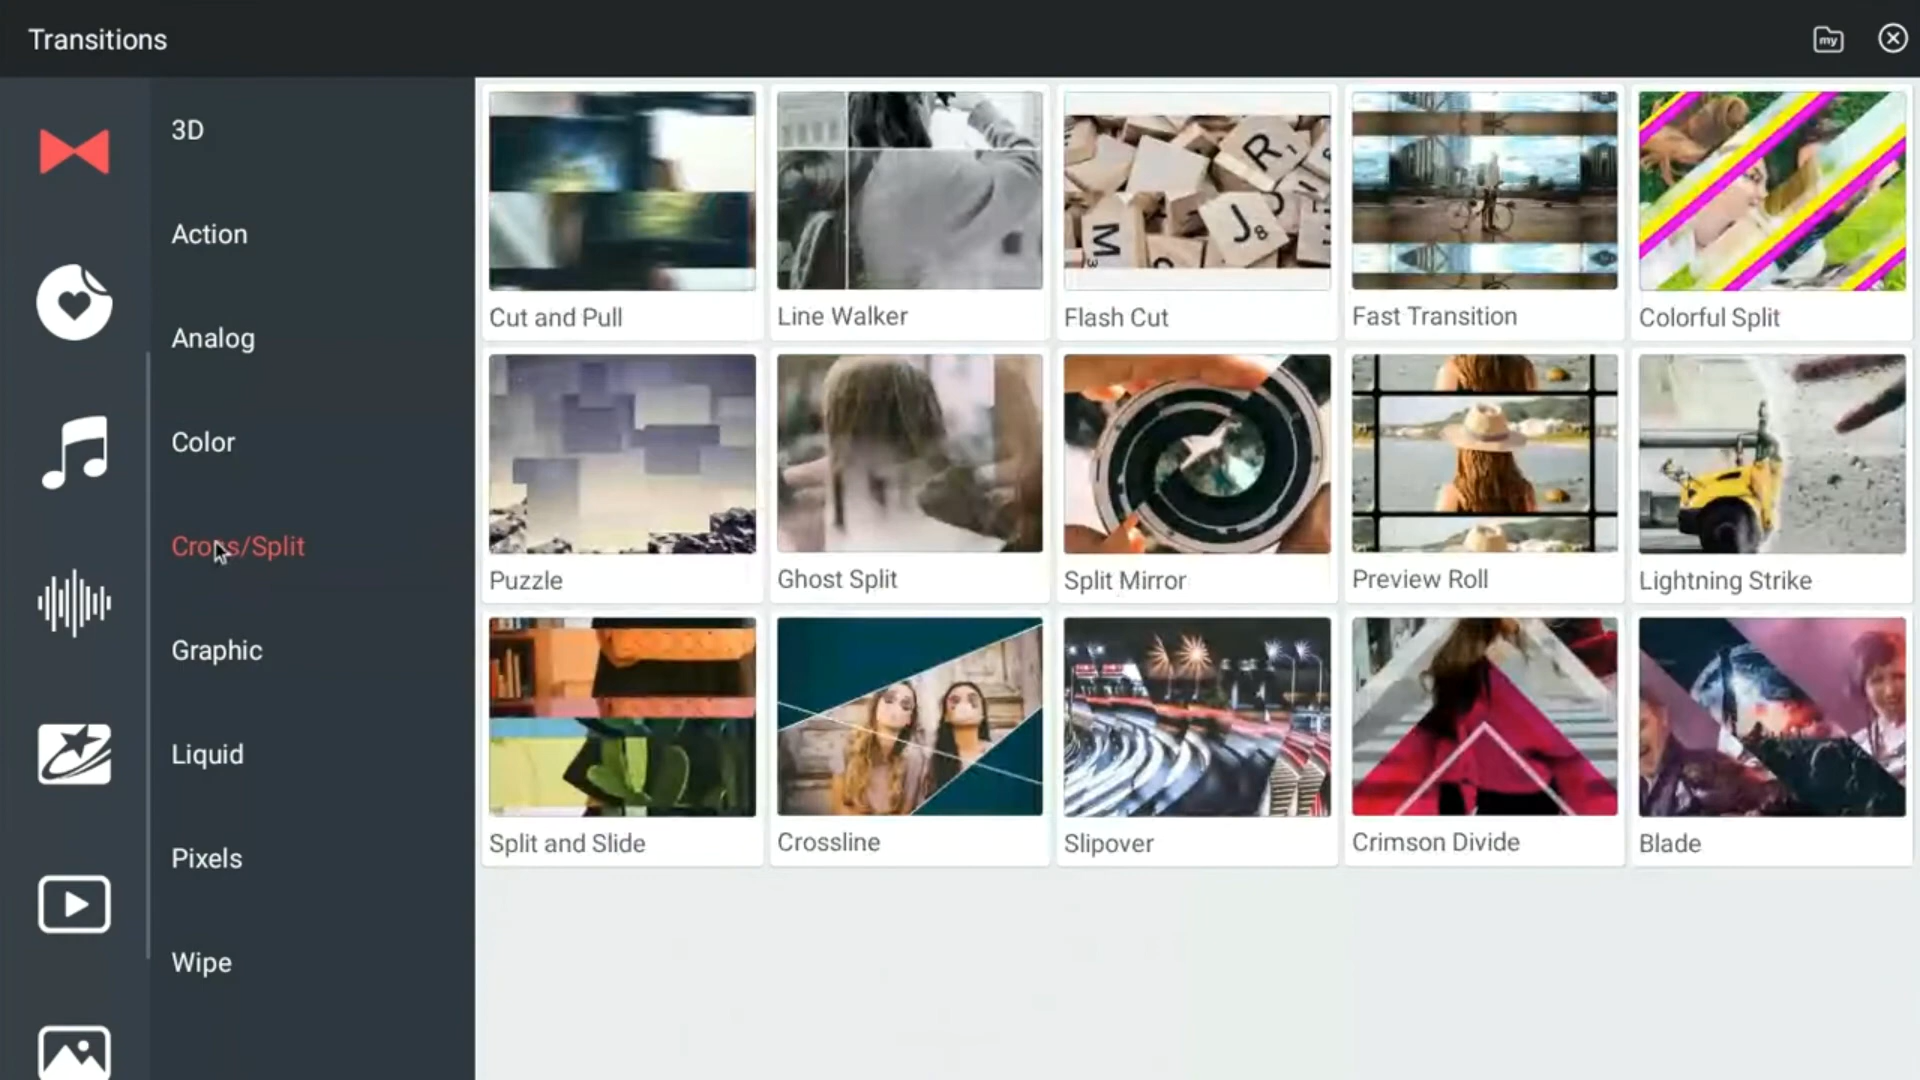 Transitions
my
3D
Action
Analog
Color
Cross/Split
Graphic
Liquid
Pixels
Wipe
Cut and Pull
Line Walker
Flash Cut
Fast Transition
Colorful Split
R
M
J8
Puzzle
Ghost Split
Split Mirror
Preview Roll
Lightning Strike
Split and Slide
Crossline
Slipover
Crimson Divide
Blade